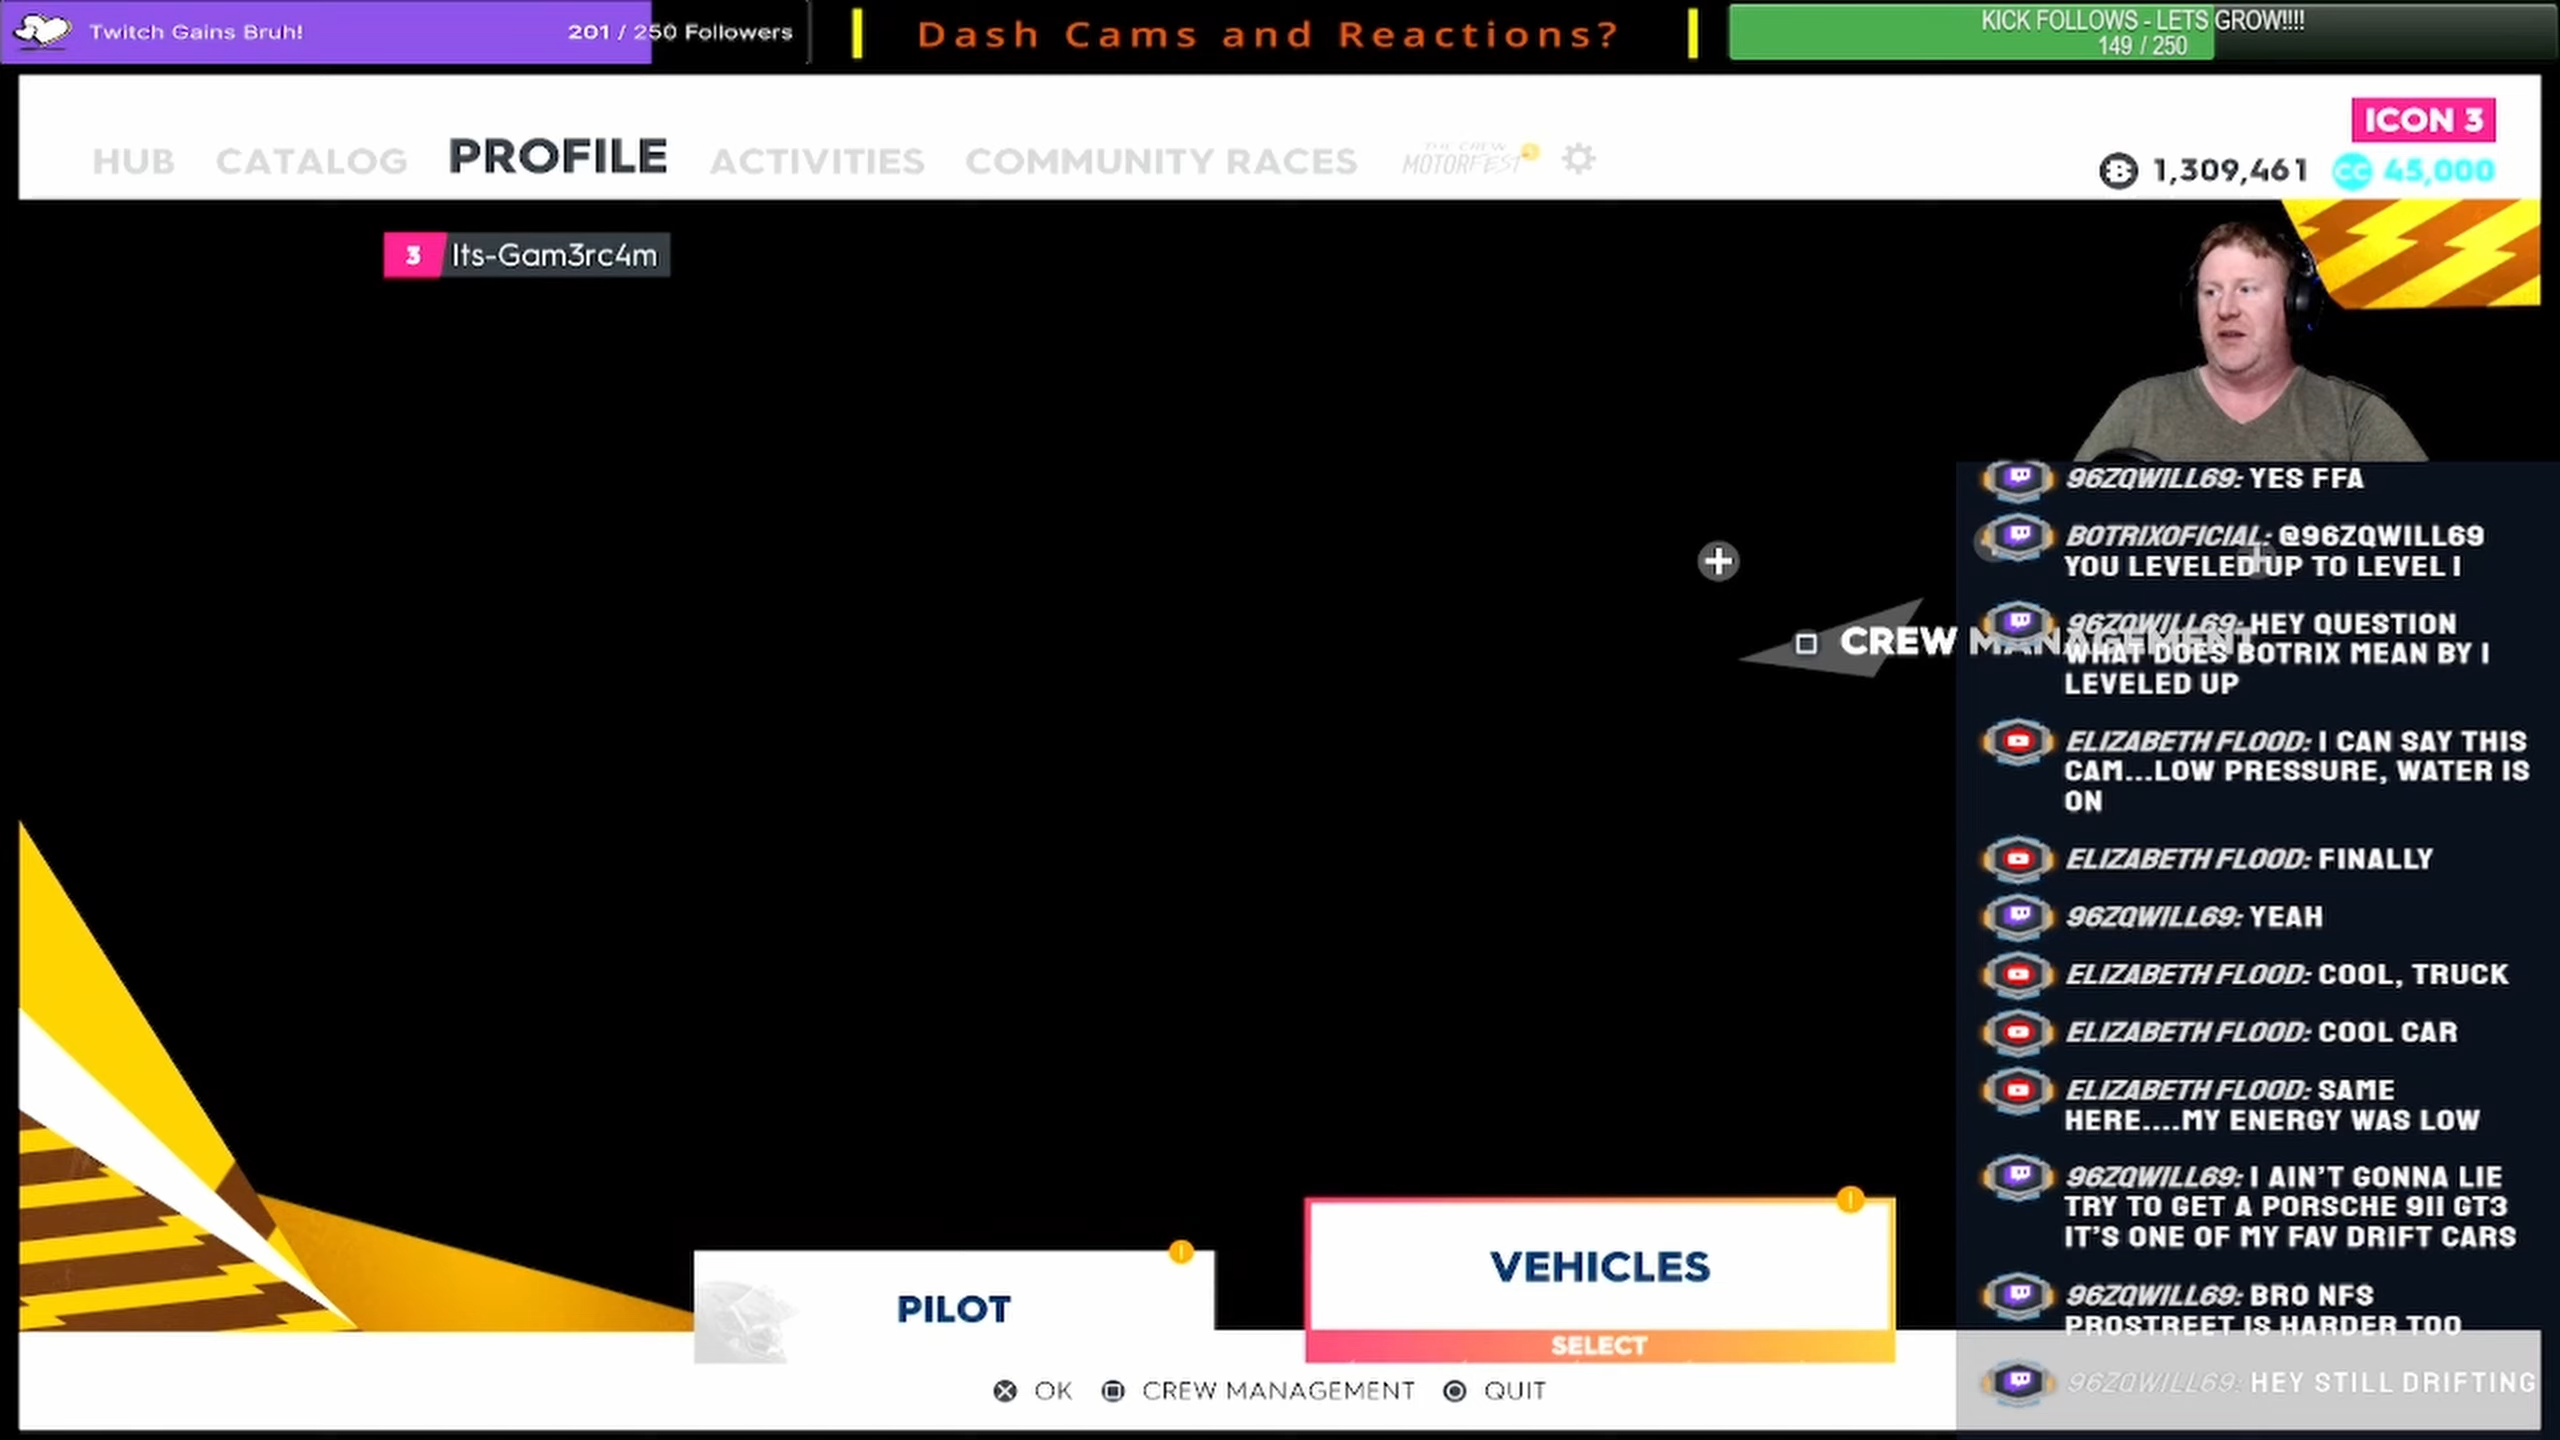 Twitch Gains Bruh!
201 / 250 Followers
Dash Cams and Reactions?
KICK FOLLOWS - LETS GROW!!!!
149 / 250
HUB
CATALOG
PROFILE
ACTIVITIES
COMMUNITY RACES
THE CREW
MOTORFEST
ICON 3
1,309,461
CC 45,000
3 Its-Gam3rc4m
CREW MANAGEMENT
96ZQWILL69: YES FFA
BOTRIXOFICIAL: @96ZQWILL69
YOU LEVELED UP TO LEVEL 1
96ZQWILL69: HEY QUESTION
WHAT DOES BOTRIX MEAN BY I
LEVELED UP
ELIZABETH FLOOD: I CAN SAY THIS
CAM...LOW PRESSURE, WATER IS
ON
ELIZABETH FLOOD: FINALLY
96ZQWILL69: YEAH
ELIZABETH FLOOD: COOL, TRUCK
ELIZABETH FLOOD: COOL CAR
ELIZABETH FLOOD: SAME
HERE....MY ENERGY WAS LOW
96ZQWILL69: I AIN'T GONNA LIE
TRY TO GET A PORSCHE 911 GT3
IT'S ONE OF MY FAV DRIFT CARS
96ZQWILL69: BRO NFS
PROSTREET IS HARDER TOO
96ZQWILL69: HEY STILL DRIFTING
PILOT
VEHICLES
SELECT
OK
CREW MANAGEMENT
QUIT